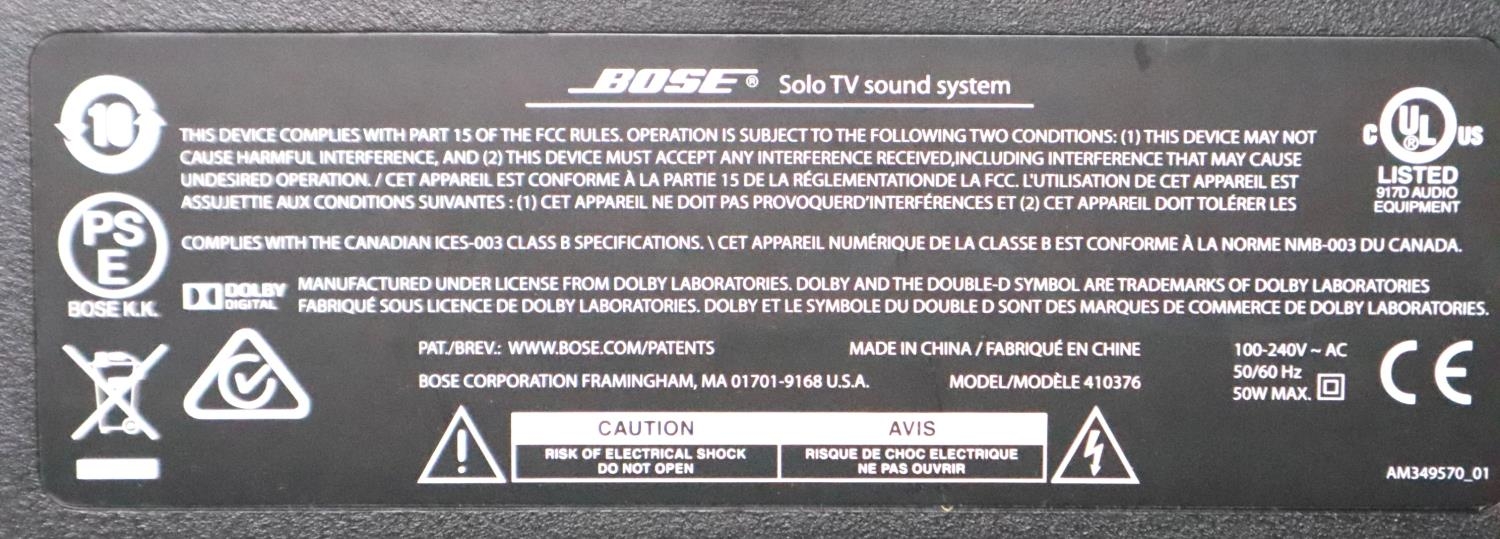 BOSE® Solo TV sound system
10
THIS DEVICE COMPLIES WITH PART 15 OF THE FCC RULES. OPERATION IS SUBJECT TO THE FOLLOWING TWO CONDITIONS: (1) THIS DEVICE MAY NOT
CAUSE HARMFUL INTERFERENCE, AND (2) THIS DEVICE MUST ACCEPT ANY INTERFERENCE RECEIVED,INCLUDING INTERFERENCE THAT MAY CAUSE
UNDESIRED OPERATION. / CET APPAREIL EST CONFORME À LA PARTIE 15 DE LA RÉGLEMENTATIONDE LA FCC. L'UTILISATION DE CET APPAREIL EST
ASSUJETTIE AUX CONDITIONS SUIVANTES : (1) CET APPAREIL NE DOIT PAS PROVOQUERD'INTERFÉRENCES ET (2) CET APPAREIL DOIT TOLÉRER LES
C UL® US
LISTED
917D AUDIO
EQUIPMENT
PS
E
BOSE K.K.
COMPLIES WITH THE CANADIAN ICES-003 CLASS B SPECIFICATIONS. \ CET APPAREIL NUMÉRIQUE DE LA CLASSE B EST CONFORME À LA NORME NMB-003 DU CANADA.
DOLBY
DIGITAL
MANUFACTURED UNDER LICENSE FROM DOLBY LABORATORIES. DOLBY AND THE DOUBLE-D SYMBOL ARE TRADEMARKS OF DOLBY LABORATORIES
FABRIQUÉ SOUS LICENCE DE DOLBY LABORATORIES. DOLBY ET LE SYMBOLE DU DOUBLE D SONT DES MARQUES DE COMMERCE DE DOLBY LABORATORIES.
PAT./BREV.: WWW.BOSE.COM/PATENTS MADE IN CHINA / FABRIQUÉ EN CHINE
BOSE CORPORATION FRAMINGHAM, MA 01701-9168 U.S.A. MODEL/MODÈLE 410376
100-240V ~ AC
50/60 Hz
50W MAX.
CE
CAUTION AVIS
RISK OF ELECTRICAL SHOCK RISQUE DE CHOC ELECTRIQUE
DO NOT OPEN NE PAS OUVRIR
!
AM349570_01